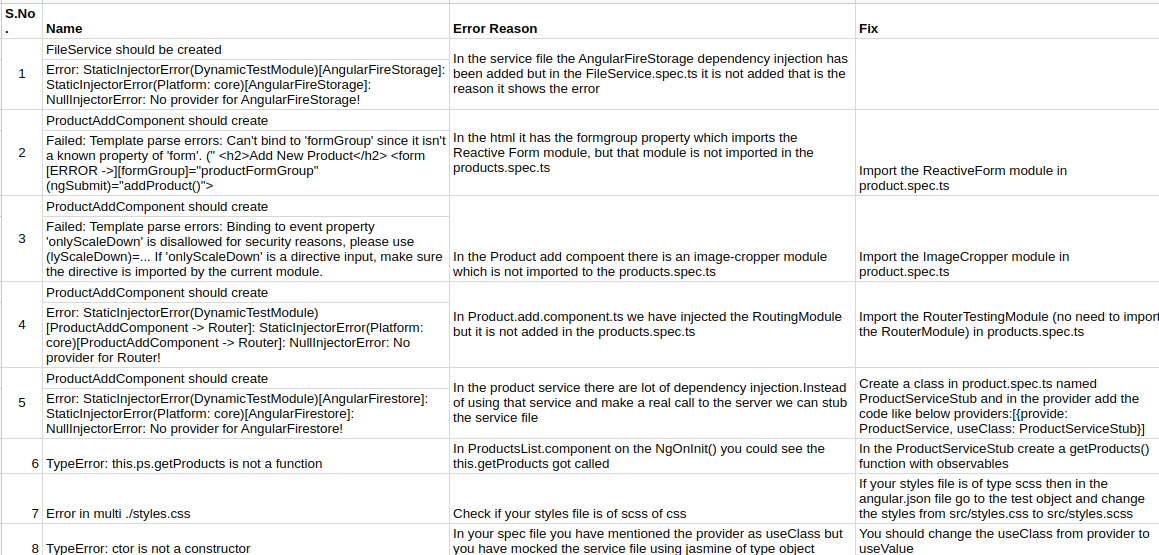 S.No
.
Name
Error Reason
Fix
1
FileService should be created
Error: StaticInjectorError(DynamicTestModule)[AngularFireStorage]:
StaticInjectorError(Platform: core)[AngularFireStorage]:
NullInjectorError: No provider for AngularFireStorage!
In the service file the AngularFireStorage dependency injection has
been added but in the FileService.spec.ts it is not added that is the
reason it shows the error
2
ProductAddComponent should create
Failed: Template parse errors: Can't bind to 'formGroup' since it isn't
a known property of 'form'. (" <h2>Add New Product</h2> <form
[ERROR ->][formGroup]="productFormGroup"
(ngSubmit)="addProduct()">
In the html it has the formgroup property which imports the
Reactive Form module, but that module is not imported in the
products.spec.ts
Import the ReactiveForm module in
product.spec.ts
3
ProductAddComponent should create
Failed: Template parse errors: Binding to event property
'onlyScaleDown' is disallowed for security reasons, please use
(lyScaleDown)=... If 'onlyScaleDown' is a directive input, make sure
the directive is imported by the current module.
In the Product add compoent there is an image-cropper module
which is not imported to the products.spec.ts
Import the ImageCropper module in
product.spec.ts
4
ProductAddComponent should create
Error: StaticInjectorError(DynamicTestModule)
[ProductAddComponent -> Router]: StaticInjectorError(Platform:
core)[ProductAddComponent -> Router]: NullInjectorError: No
provider for Router!
In Product.add.component.ts we have injected the RoutingModule
but it is not added in the products.spec.ts
Import the RouterTestingModule (no need to import
the RouterModule) in products.spec.ts
5
ProductAddComponent should create
Error: StaticInjectorError(DynamicTestModule)[AngularFirestore]:
StaticInjectorError(Platform: core)[AngularFirestore]:
NullInjectorError: No provider for AngularFirestore!
In the product service there are lot of dependency injection.Instead
of using that service and make a real call to the server we can stub
the service file
Create a class in product.spec.ts named
ProductServiceStub and in the provider add the
code like below providers:[{provide:
ProductService, useClass: ProductServiceStub}]
6
TypeError: this.ps.getProducts is not a function
In ProductsList.component on the NgOnInit() you could see the
this.getProducts got called
In the ProductServiceStub create a getProducts()
function with observables
7
Error in multi ./styles.css
Check if your styles file is of scss of css
If your styles file is of type scss then in the
angular.json file go to the test object and change
the styles from src/styles.css to src/styles.scss
8
TypeError: ctor is not a constructor
In your spec file you have mentioned the provider as useClass but
you have mocked the service file using jasmine of type object
You should change the useClass from provider to
useValue